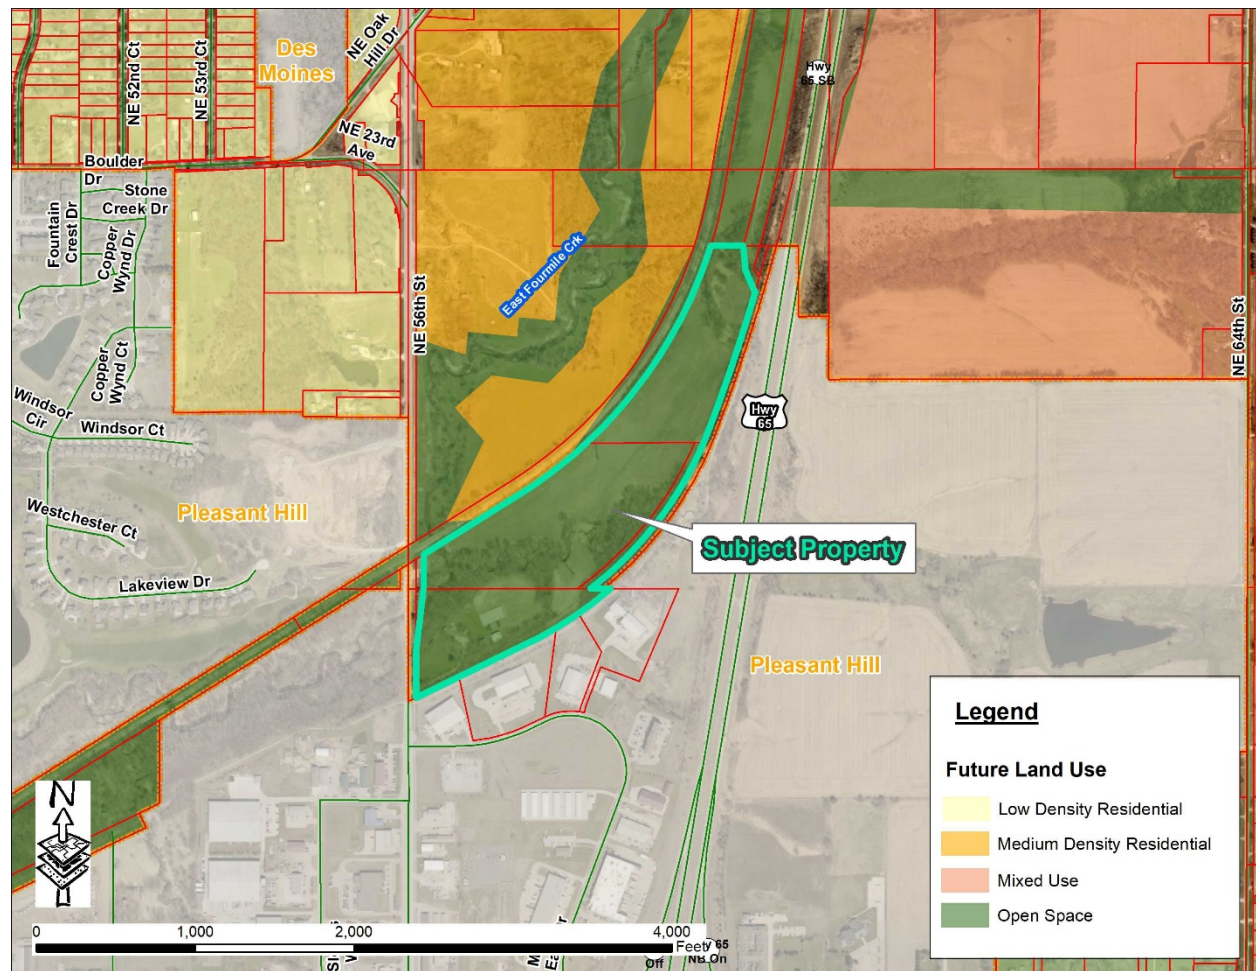 NE 52nd Ct
NE 53rd Ct
Des
Moines
NE Oak
Hill Dr
NE 23rd
Ave
Hwy
65 SB
Boulder
Dr
Stone
Creek Dr
Fountain
Crest Dr
Copper
Wynd Dr
East Fourmile Crk
NE 56th St
NE 64th St
Copper
Wynd Ct
Windsor
Cir
Windsor Ct
Hwy
65
Westchester Ct
Pleasant Hill
Subject Property
Lakeview Dr
Pleasant Hill
Legend
Future Land Use
Low Density Residential
Medium Density Residential
Mixed Use
Open Space
N
0 1,000 2,000 4,000
Feet
65
Off
NB On